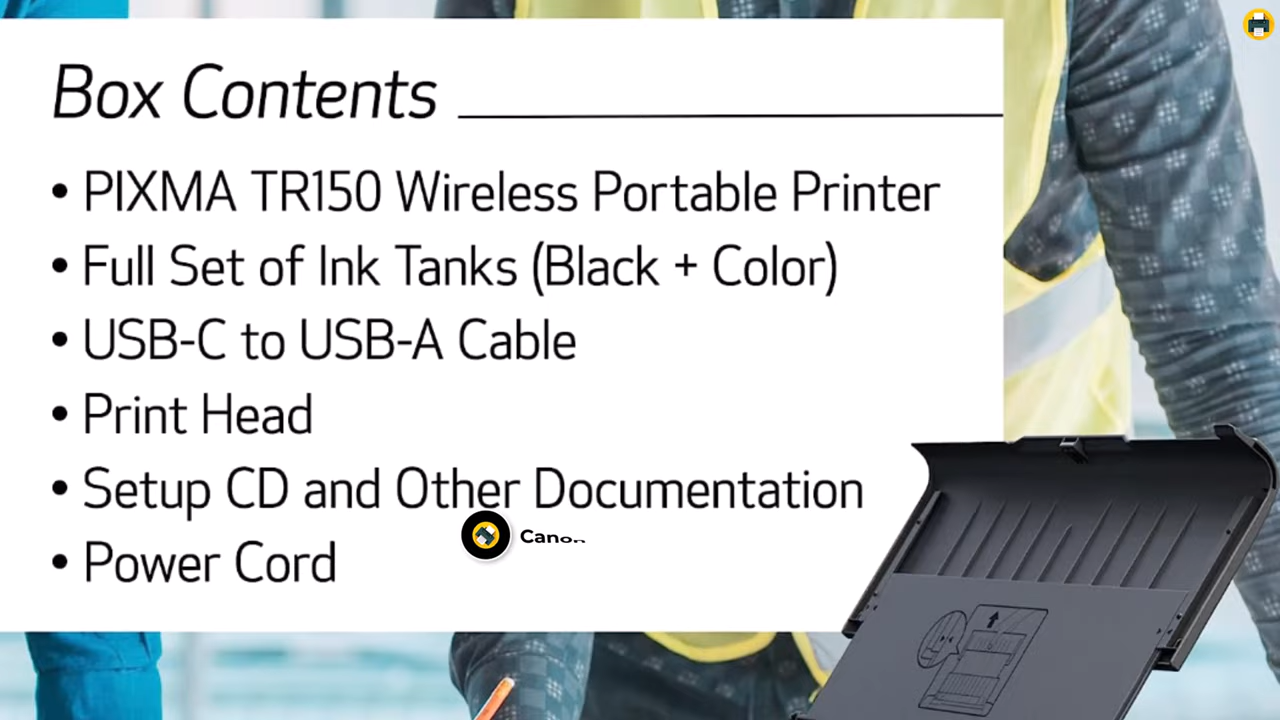 Box Contents
• PIXMA TR150 Wireless Portable Printer
• Full Set of Ink Tanks (Black + Color)
• USB-C to USB-A Cable
• Print Head
• Setup CD and Other Documentation
Canon
• Power Cord